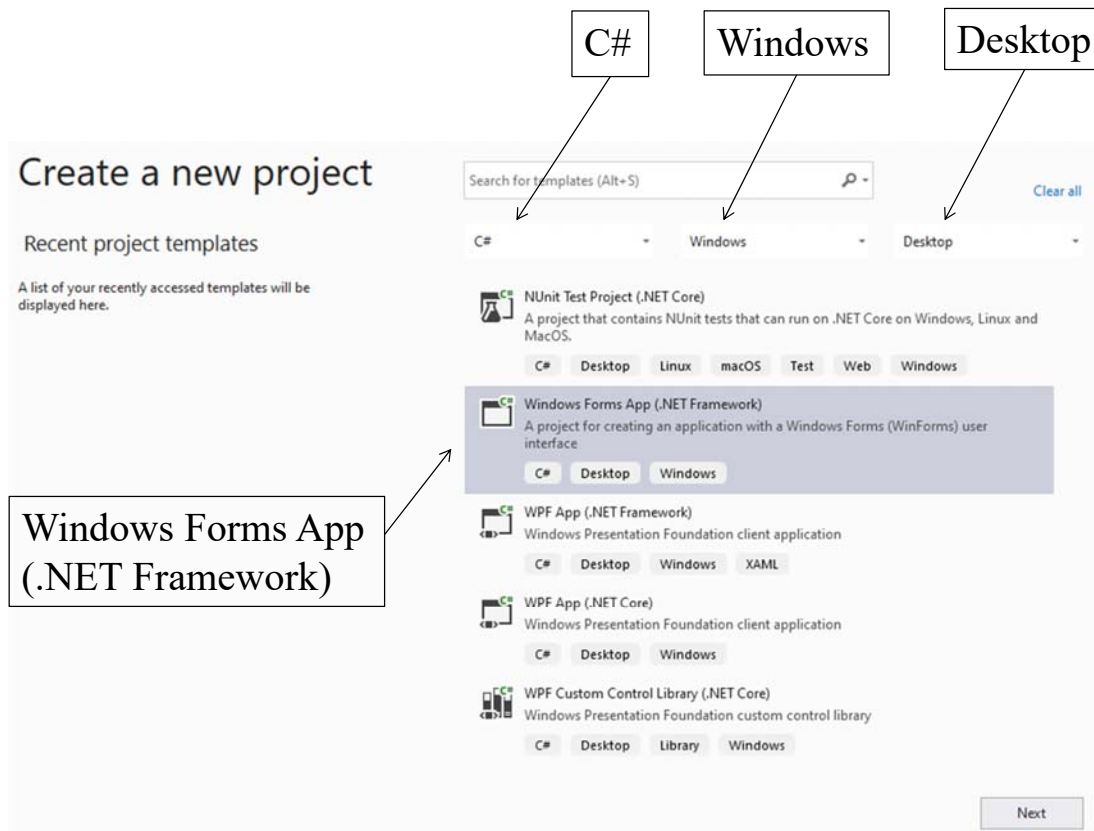 C#
Windows
Desktop
Create a new project
Search for templates (Alt+S)
Clear all
Recent project templates
C#
Windows
Desktop
A list of your recently accessed templates will be
displayed here.
NUnit Test Project (.NET Core)
A project that contains NUnit tests that can run on .NET Core on Windows, Linux and
MacOS.
C# Desktop Linux macOS Test Web Windows
Windows Forms App (.NET Framework)
A project for creating an application with a Windows Forms (WinForms) user
interface
C# Desktop Windows
Windows Forms App
(.NET Framework)
WPF App (.NET Framework)
Windows Presentation Foundation client application
C# Desktop Windows XAML
WPF App (.NET Core)
Windows Presentation Foundation client application
C# Desktop Windows
WPF Custom Control Library (.NET Core)
Windows Presentation Foundation custom control library
C# Desktop Library Windows
Next